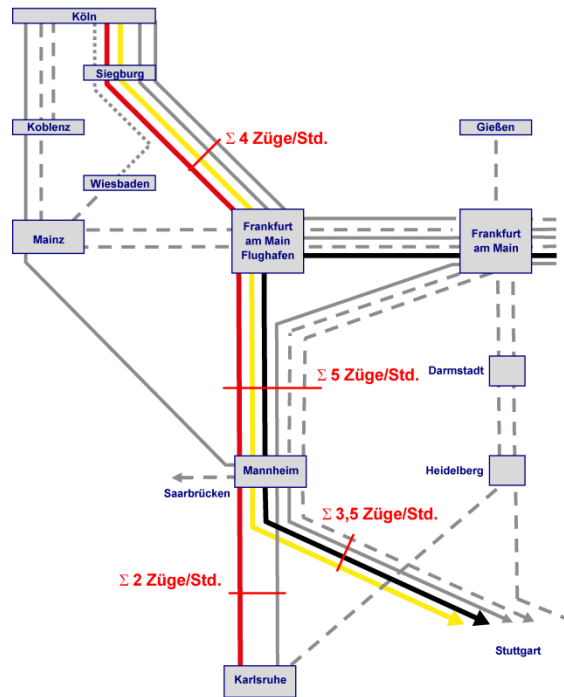 Köln
Siegburg
Koblenz
Σ 4 Züge/Std.
Gießen
Wiesbaden
Mainz
Frankfurt
am Main
Flughafen
Frankfurt
am Main
Darmstadt
Σ 5 Züge/Std.
Mannheim
Heidelberg
Saarbrücken
Σ 3,5 Züge/Std.
Σ 2 Züge/Std.
Stuttgart
Karlsruhe